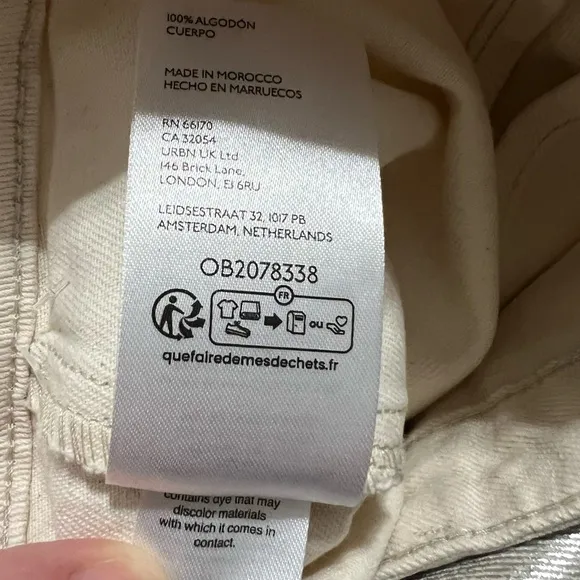 100% ALGODÓN
CUERPO
MADE IN MOROCCO
HECHO EN MARRUECOS
RN 66170
CA 32054
URBN UK Ltd
146 Brick Lane,
LONDON, E1 6RU
LEIDSESTRAAT 32, 1017 PB
AMSTERDAM, NETHERLANDS
OB2078338
FR
OU
quefairedemesdechets.fr
contains dye that may
discolor materials
with which it comes in
contact.